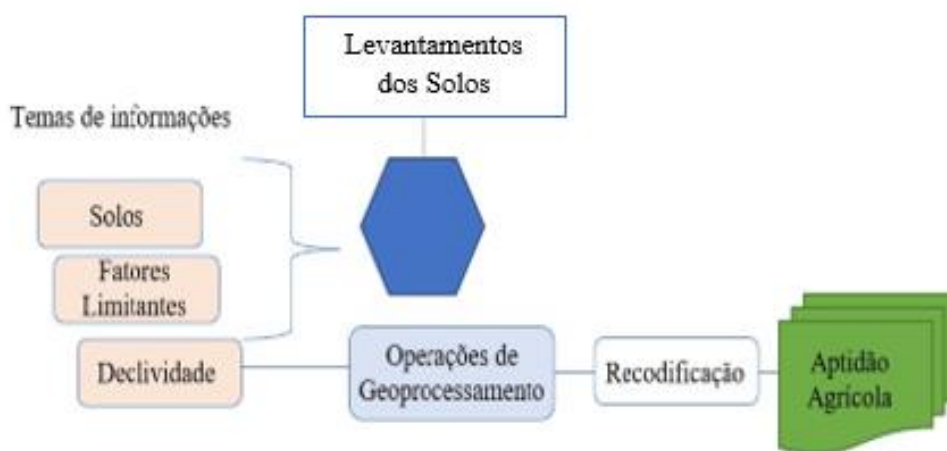 Levantamentos
dos Solos
Temas de informações
Solos
Fatores
Limitantes
Declividade
Operações de
Geoprocessamento
Recodificação
Aptidão
Agrícola